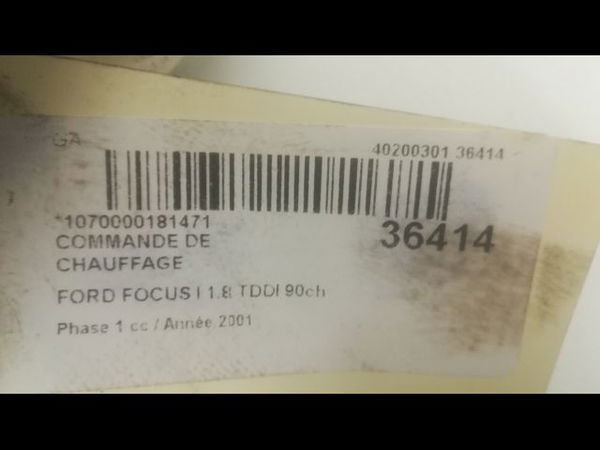 GA
40200301 36414
*1070000181471
36414
COMMANDE DE
CHAUFFAGE
FORD FOCUS I 1.8 TDDI 90ch
Phase 1 cc / Année 2001